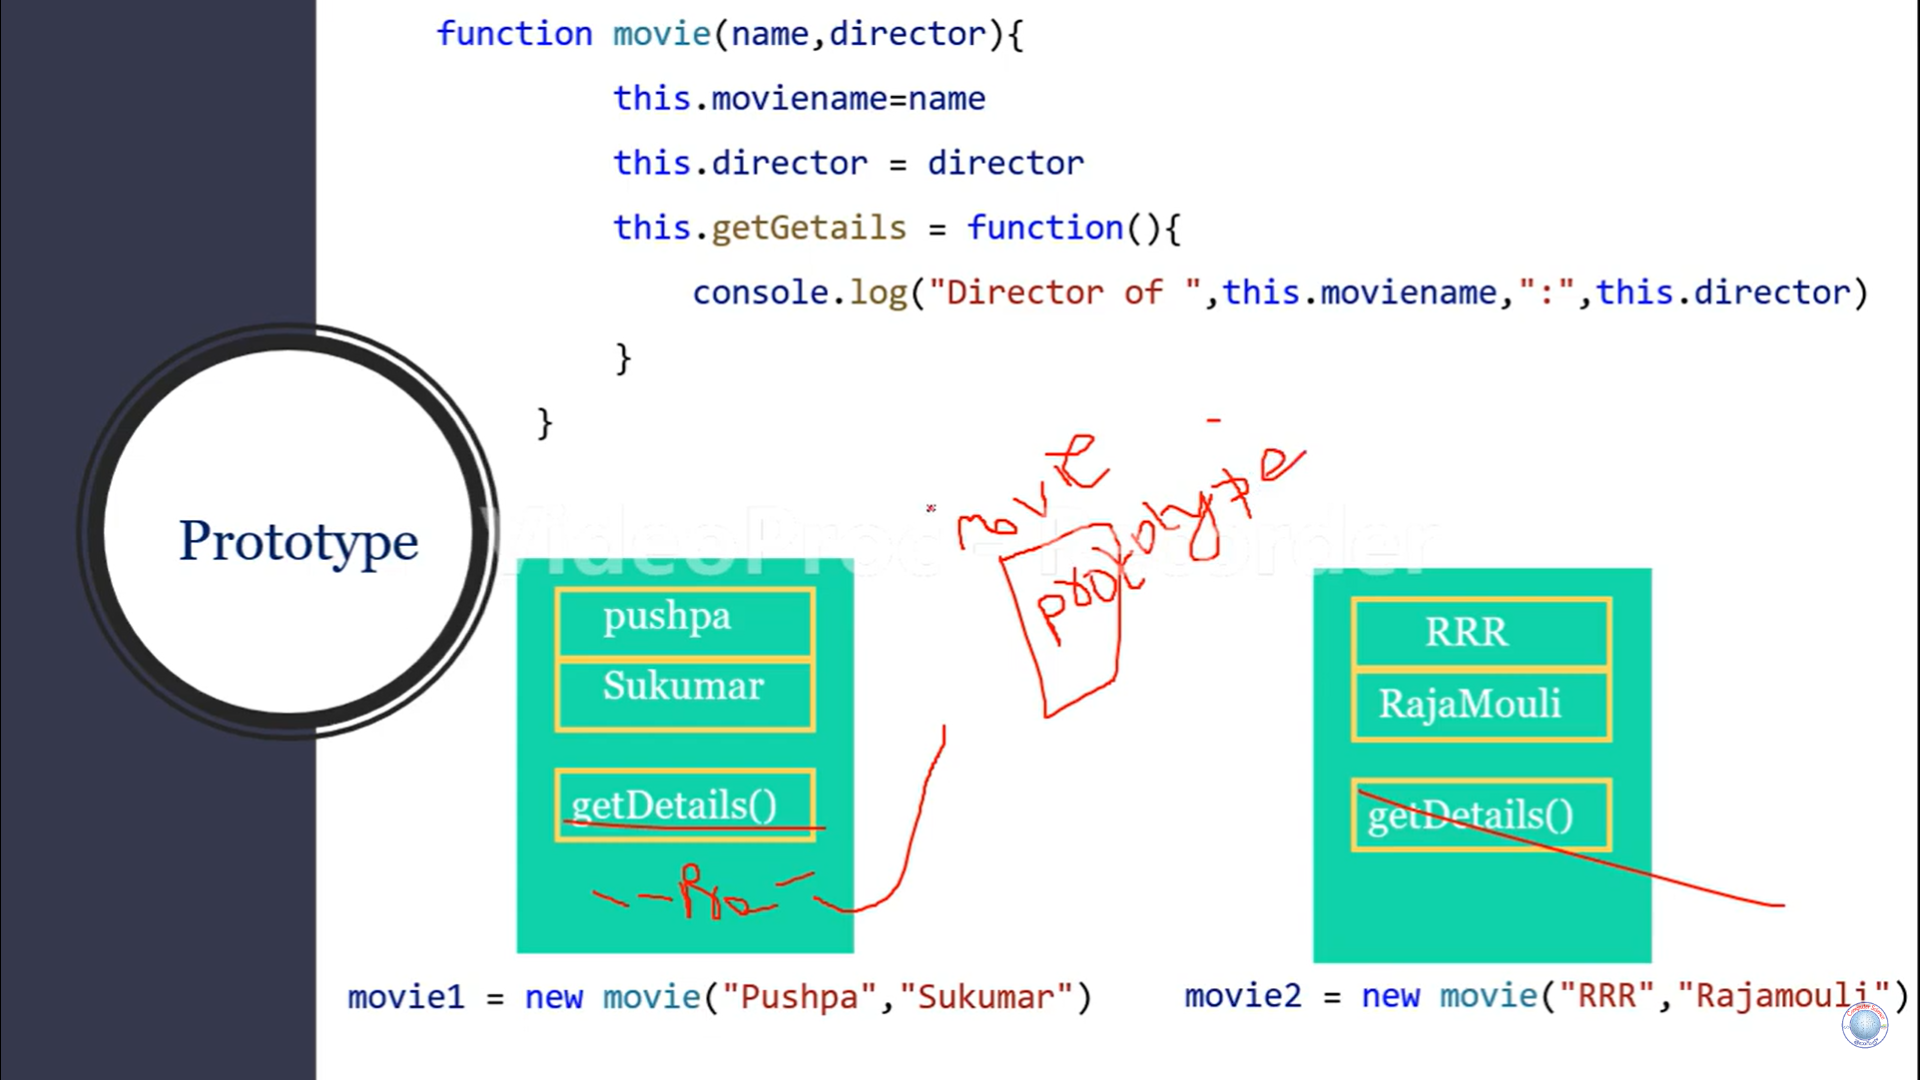 function movie(name,director){
this.moviename=name
this.director = director
this.getGetails = function(){
console.log("Director of ",this.moviename,":",this.director)
}
}
movie
prototype
Prototype
VideoProc Recorder
pushpa
Sukumar
getDetails()
--Pro
RRR
RajaMouli
getDetails()
movie1 = new movie("Pushpa","Sukumar")
movie2 = new movie("RRR","Rajamouli")